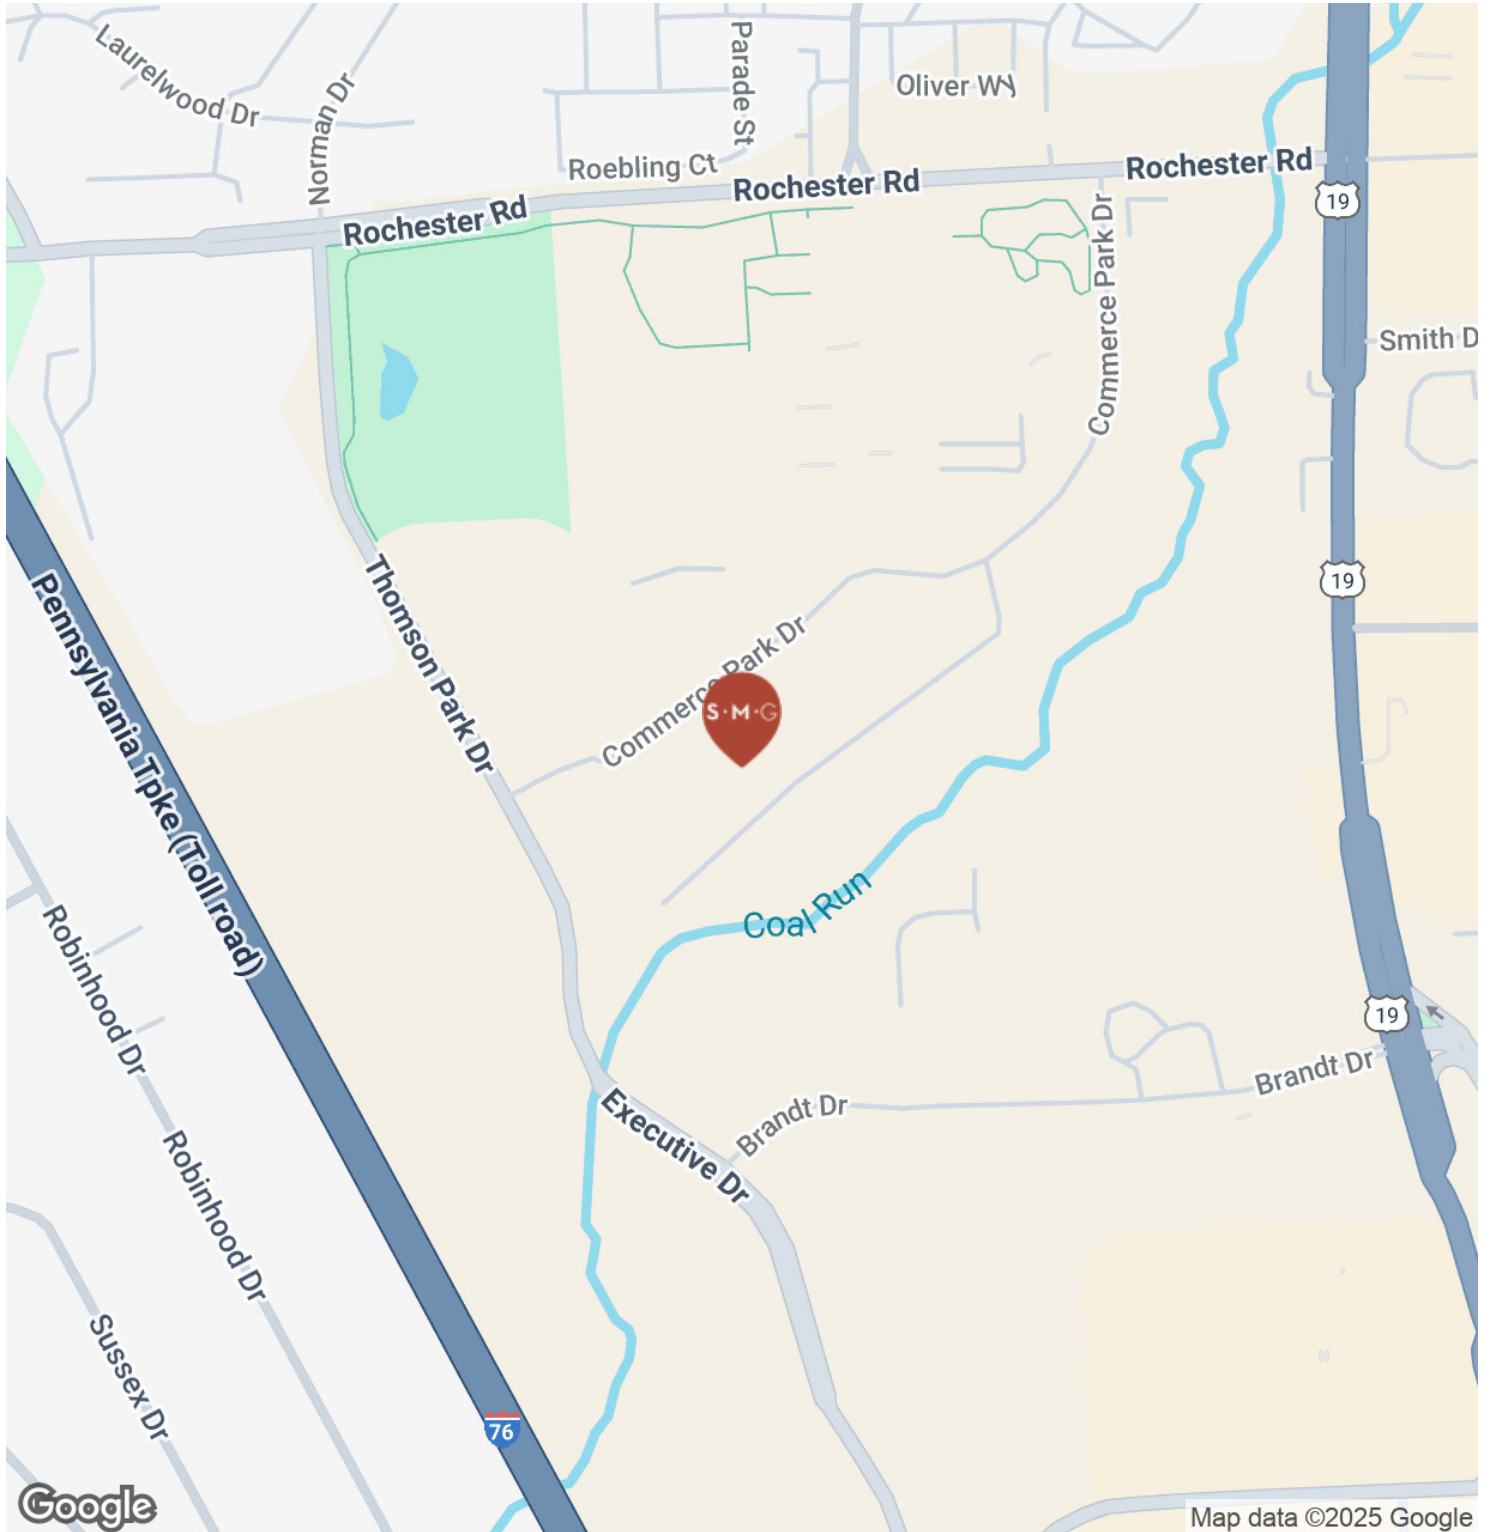 Laurelwood Dr
Norman Dr
Parade St
Oliver Wy
Roebling Ct
Rochester Rd
Rochester Rd
Rochester Rd
19
Commerce Park Dr
Smith D
19
Thomson Park Dr
Pennsylvania Tpke (Toll road)
Commerce Park Dr
S·M·G
Coal Run
Robinhood Dr
19
Brandt Dr
Brandt Dr
Executive Dr
Robinhood Dr
Sussex Dr
76
Google
Map data ©2025 Google